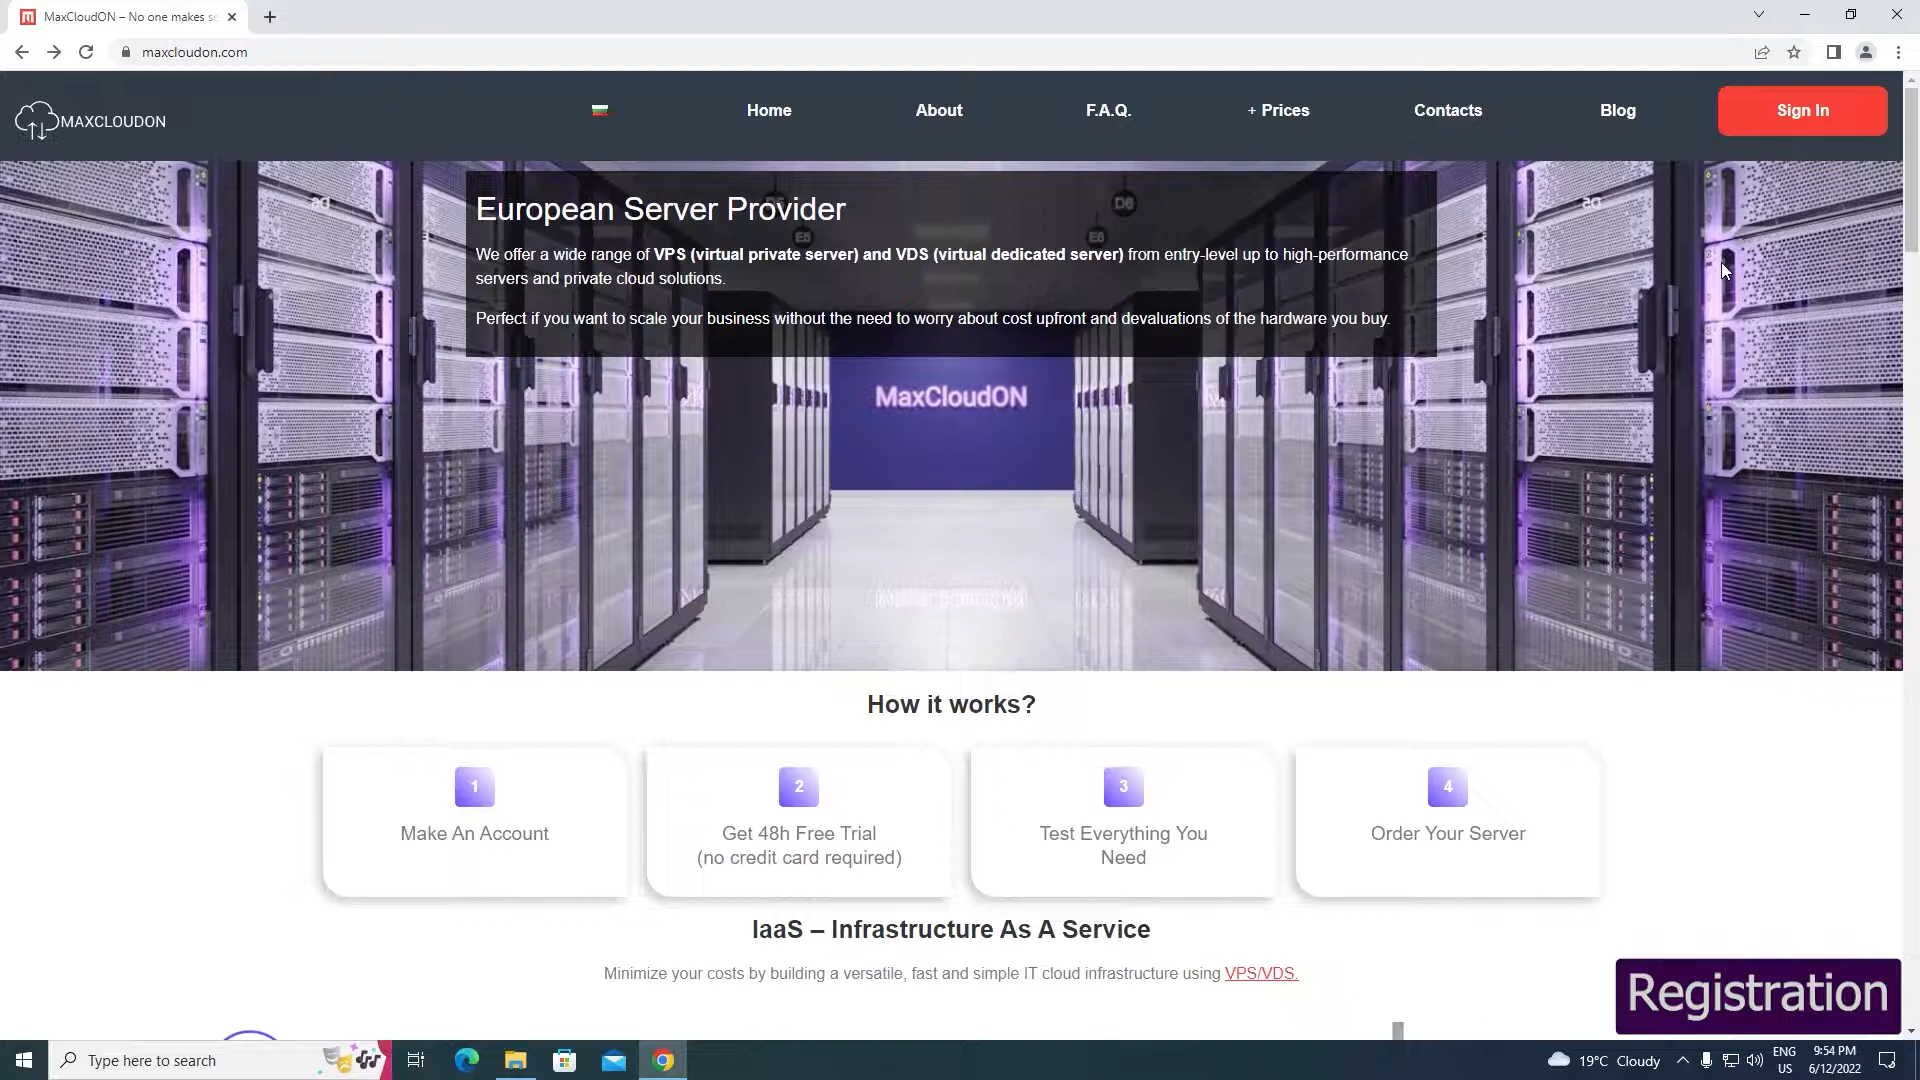 MaxCloudON – No one makes se
maxcloudon.com
MAXCLOUDON
Home
About
F.A.Q.
+ Prices
Contacts
Blog
Sign In
European Server Provider
We offer a wide range of VPS (virtual private server) and VDS (virtual dedicated server) from entry-level up to high-performance
servers and private cloud solutions.
Perfect if you want to scale your business without the need to worry about cost upfront and devaluations of the hardware you buy.
D6
E6
E5
MaxCloudON
How it works?
1
Make An Account
2
Get 48h Free Trial
(no credit card required)
3
Test Everything You
Need
4
Order Your Server
IaaS – Infrastructure As A Service
Minimize your costs by building a versatile, fast and simple IT cloud infrastructure using VPS/VDS.
Registration
Type here to search
19°C Cloudy
ENG
US
9:54 PM
6/12/2022